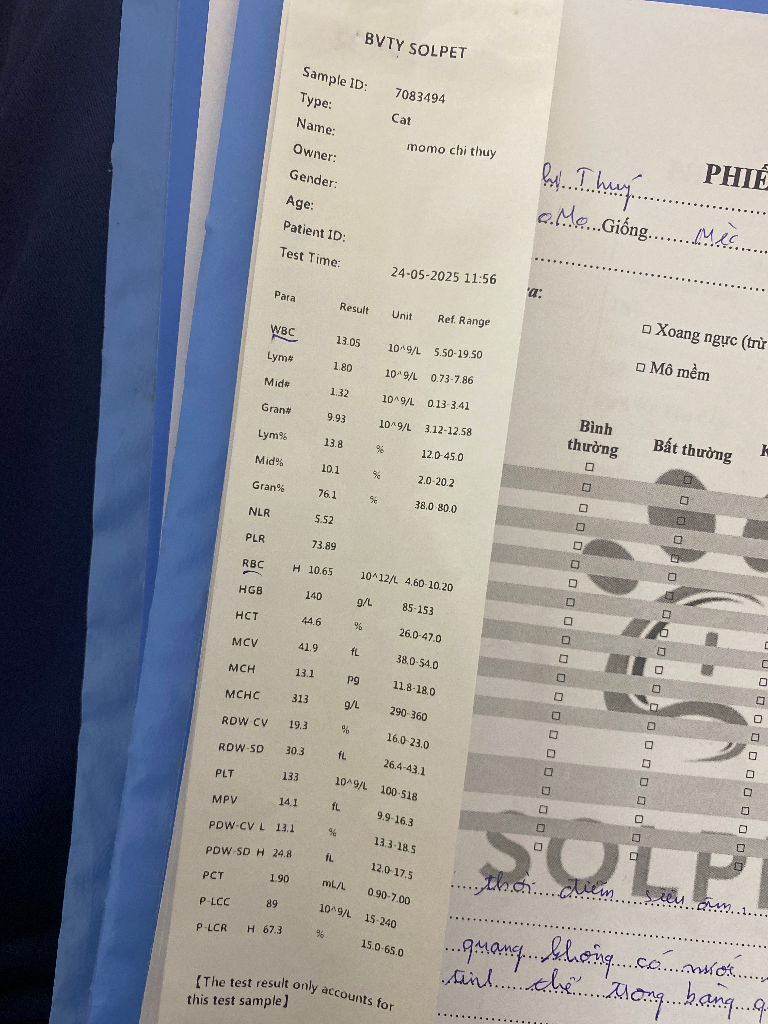 BVTY SOLPET
Sample ID: 7083494
Type: Cat
Name: momo chi thuy
Owner:
Gender:
Age:
Patient ID:
Test Time: 24-05-2025 11:56
Para Result Unit Ref. Range
WBC 13.05 10^9/L 5.50-19.50
Lym# 1.80 10^9/L 0.73-7.86
Mid# 1.32 10^9/L 0.13-3.41
Gran# 9.93 10^9/L 3.12-12.58
Lym% 13.8 % 12.0-45.0
Mid% 10.1 % 2.0-20.2
Gran% 76.1 % 38.0-80.0
NLR 5.52
PLR 73.89
RBC H 10.65 10^12/L 4.60-10.20
HGB 140 g/L 85-153
HCT 44.6 % 26.0-47.0
MCV 41.9 fL 38.0-54.0
MCH 13.1 pg 11.8-18.0
MCHC 313 g/L 290-360
RDW-CV 19.3 % 16.0-23.0
RDW-SD 30.3 fL 26.4-43.1
PLT 133 10^9/L 100-518
MPV 14.1 fL 9.9-16.3
PDW-CV L 13.1 % 13.3-18.5
PDW-SD H 24.8 fL 12.0-17.5
PCT 1.90 mL/L 0.90-7.00
P-LCC 89 10^9/L 15-240
P-LCR H 67.3 % 15.0-65.0
【The test result only accounts for
this test sample】
PHIẾ
Thuý
Mo Giống Mèo
□ Xoang ngực (trừ
□ Mô mềm
Bình thường Bất thường
SOLPE
thời điểm siêu âm.
quang không có nước
tinh thể trong bàng q